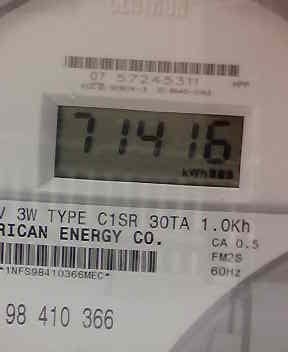 07 57245311
71416
kWh
V 3W TYPE C1SR 30TA 1.0Kh
RICAN ENERGY CO.
CA 0.5
FM2S
60Hz
*1NFS98410366MEC*
98 410 366